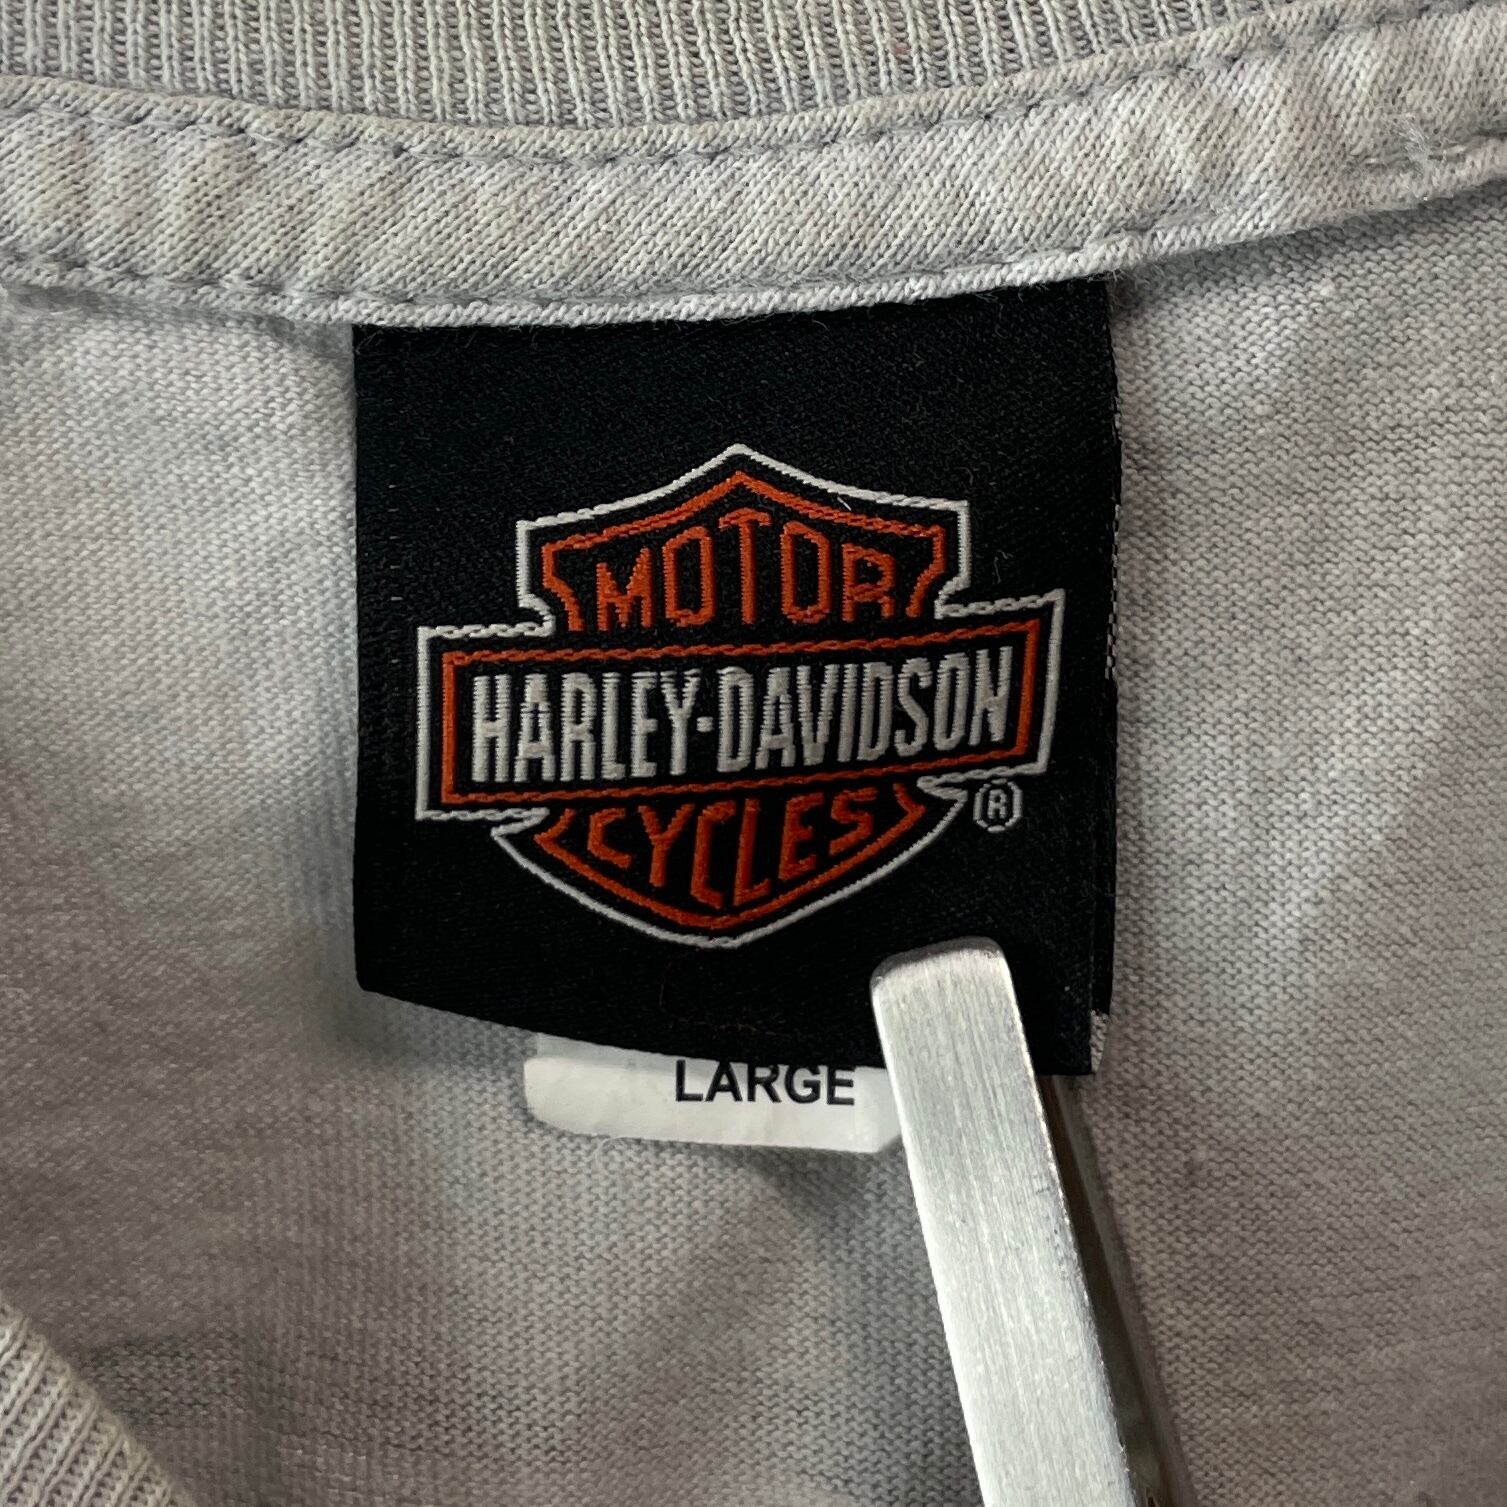 MOTOR
HARLEY-DAVIDSON
CYCLES
®
LARGE